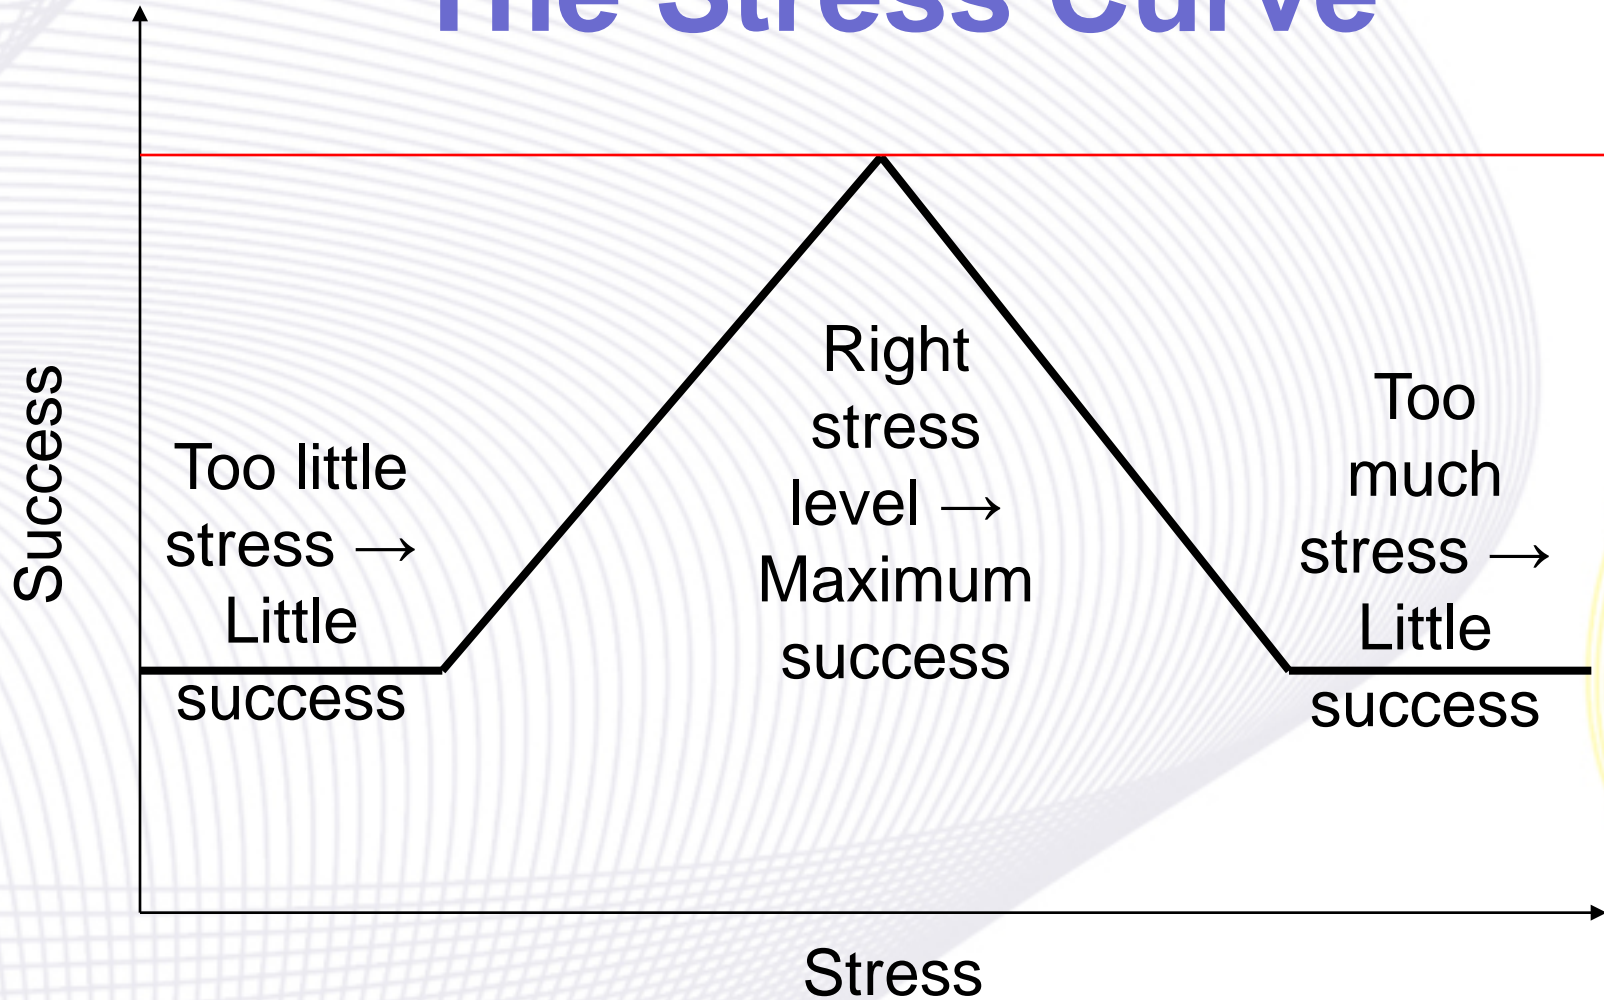 The Stress Curve
Success
Too little
stress →
Little
success
Right
stress
level →
Maximum
success
Too
much
stress →
Little
success
Stress